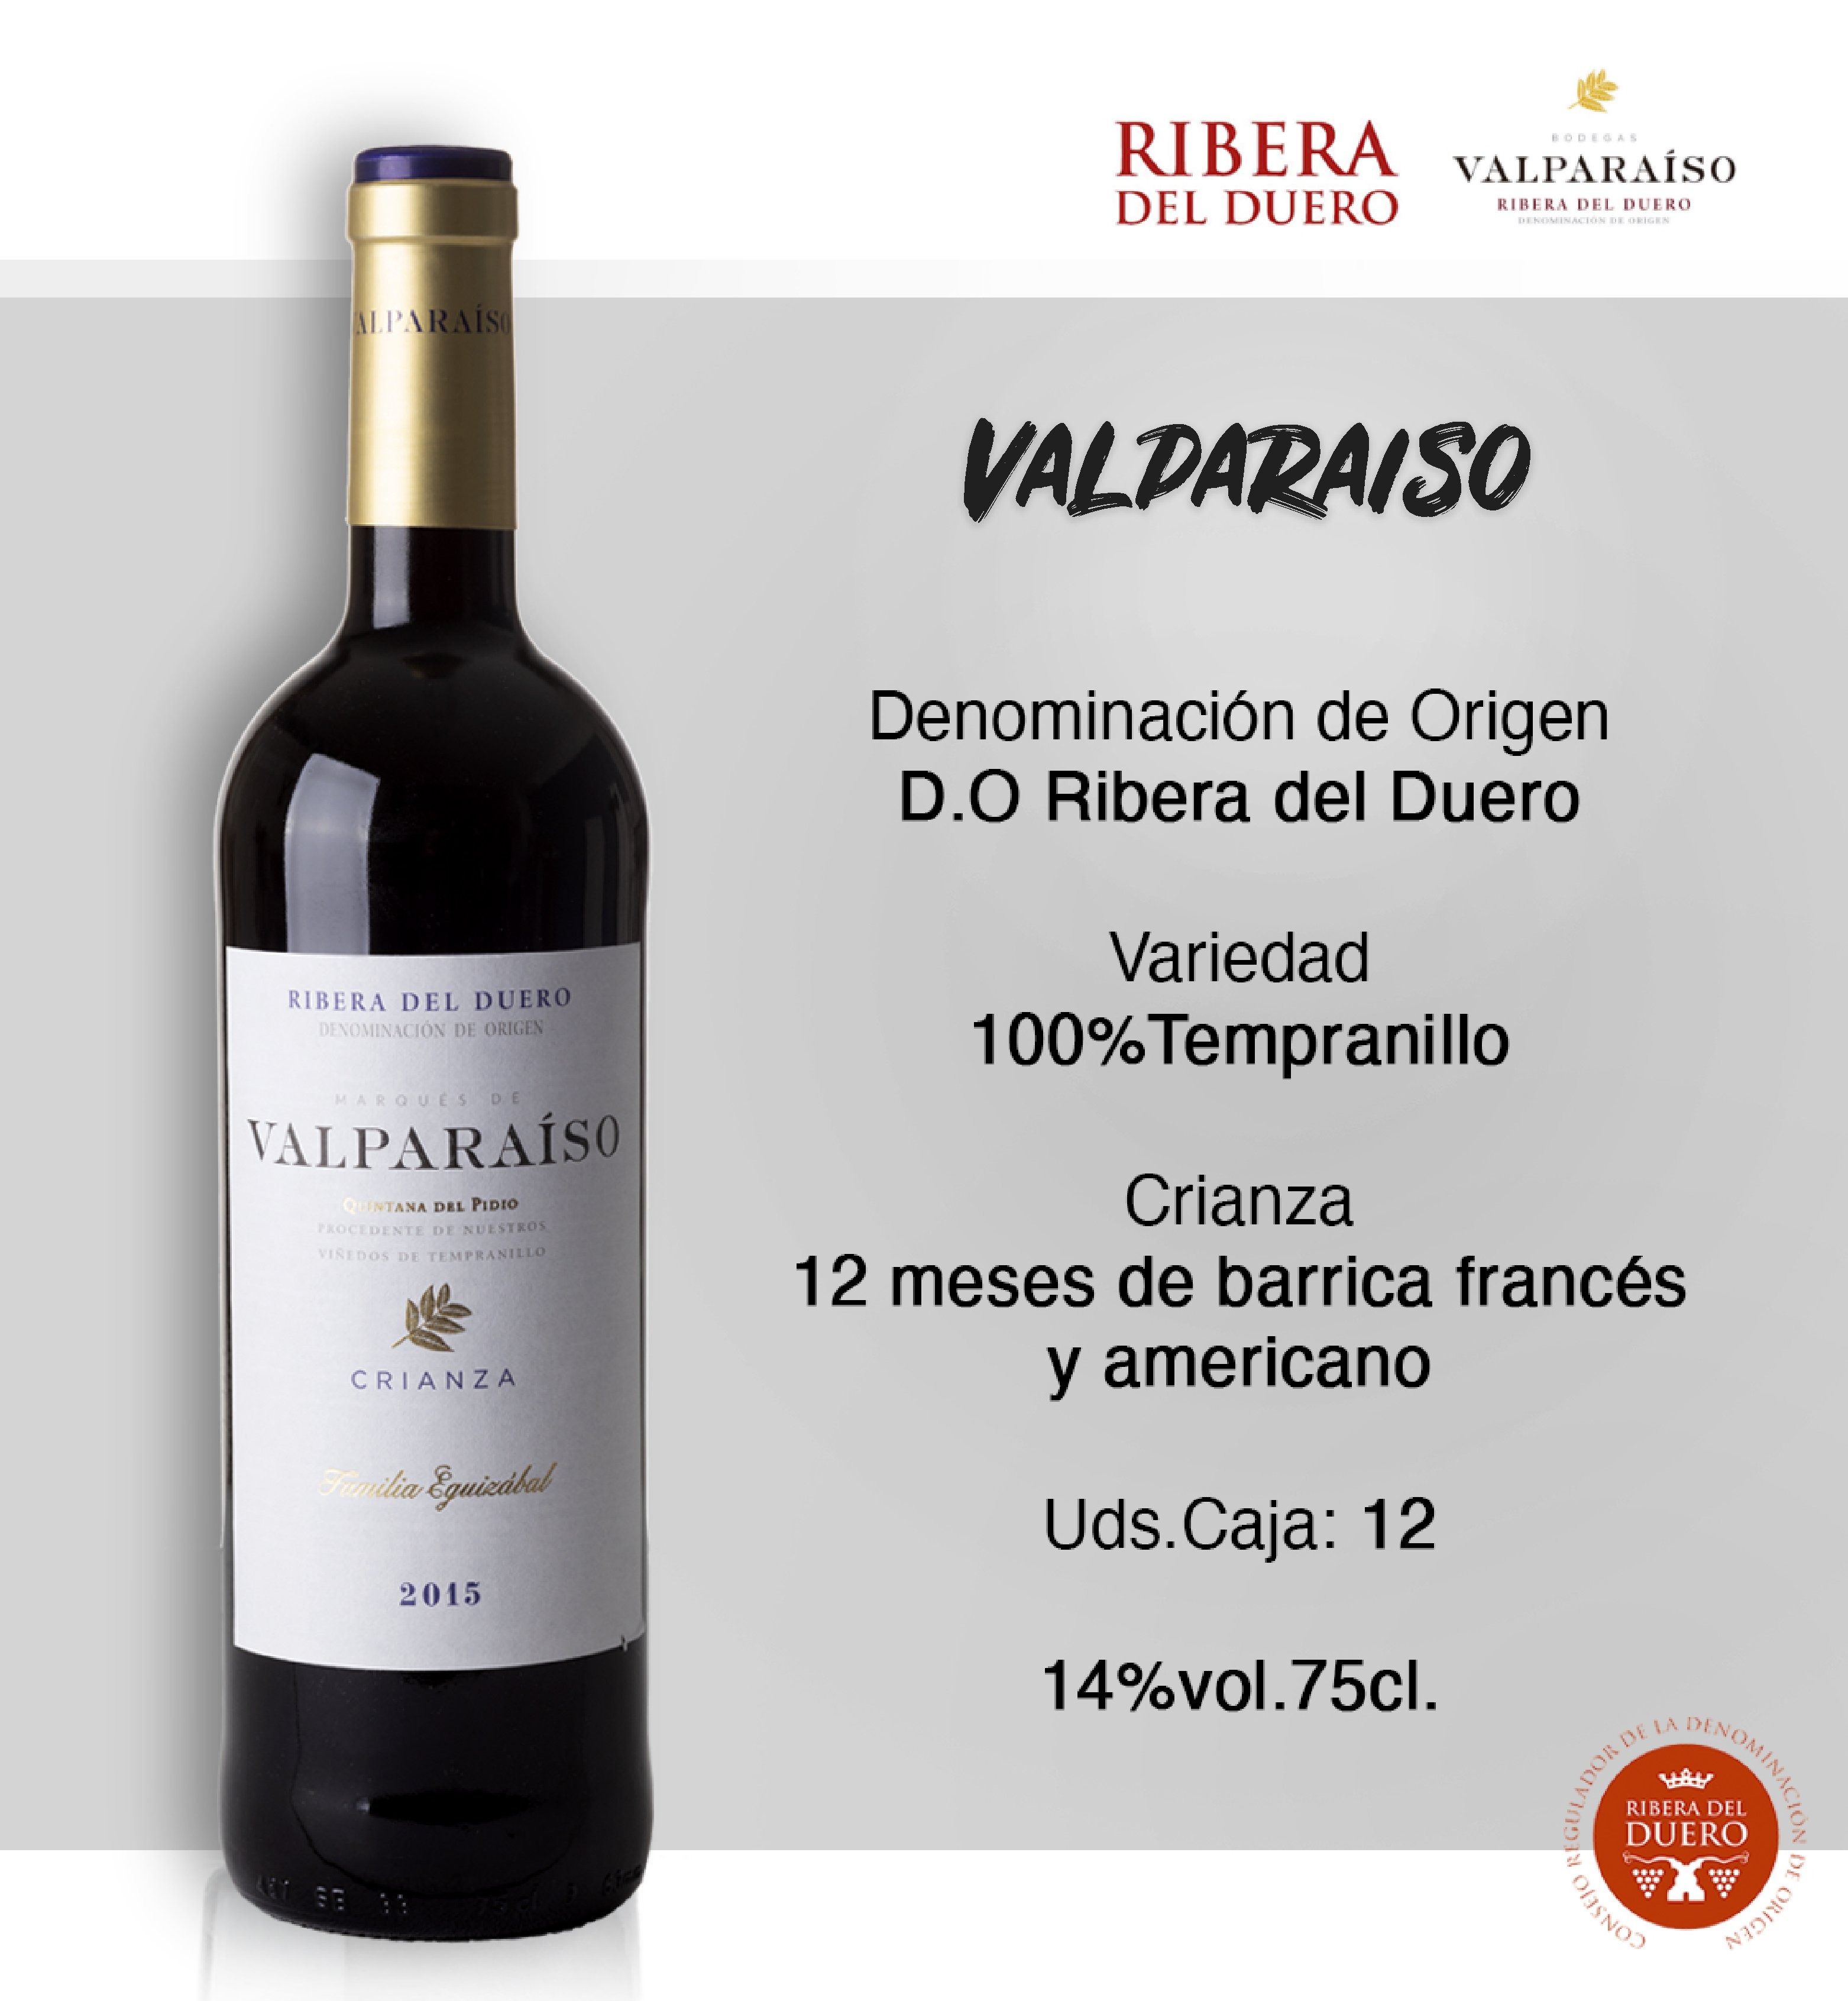 RIBERA
DEL DUERO
BODEGAS
VALPARAÍSO
RIBERA DEL DUERO
DENOMINACIÓN DE ORIGEN
VALPARAISO
Denominación de Origen
D.O Ribera del Duero
Variedad
100%Tempranillo
Crianza
12 meses de barrica francés
y americano
Uds.Caja: 12
14%vol.75cl.
VALPARAÍSO
RIBERA DEL DUERO
DENOMINACIÓN DE ORIGEN
MARQUÉS DE
VALPARAÍSO
QUINTANA DEL PIDIO
PROCEDENTE DE NUESTROS
VIÑEDOS DE TEMPRANILLO
CRIANZA
Familia Eguizábal
2015
CONSEJO REGULADOR DE LA DENOMINACIÓN DE ORIGEN
RIBERA DEL
DUERO